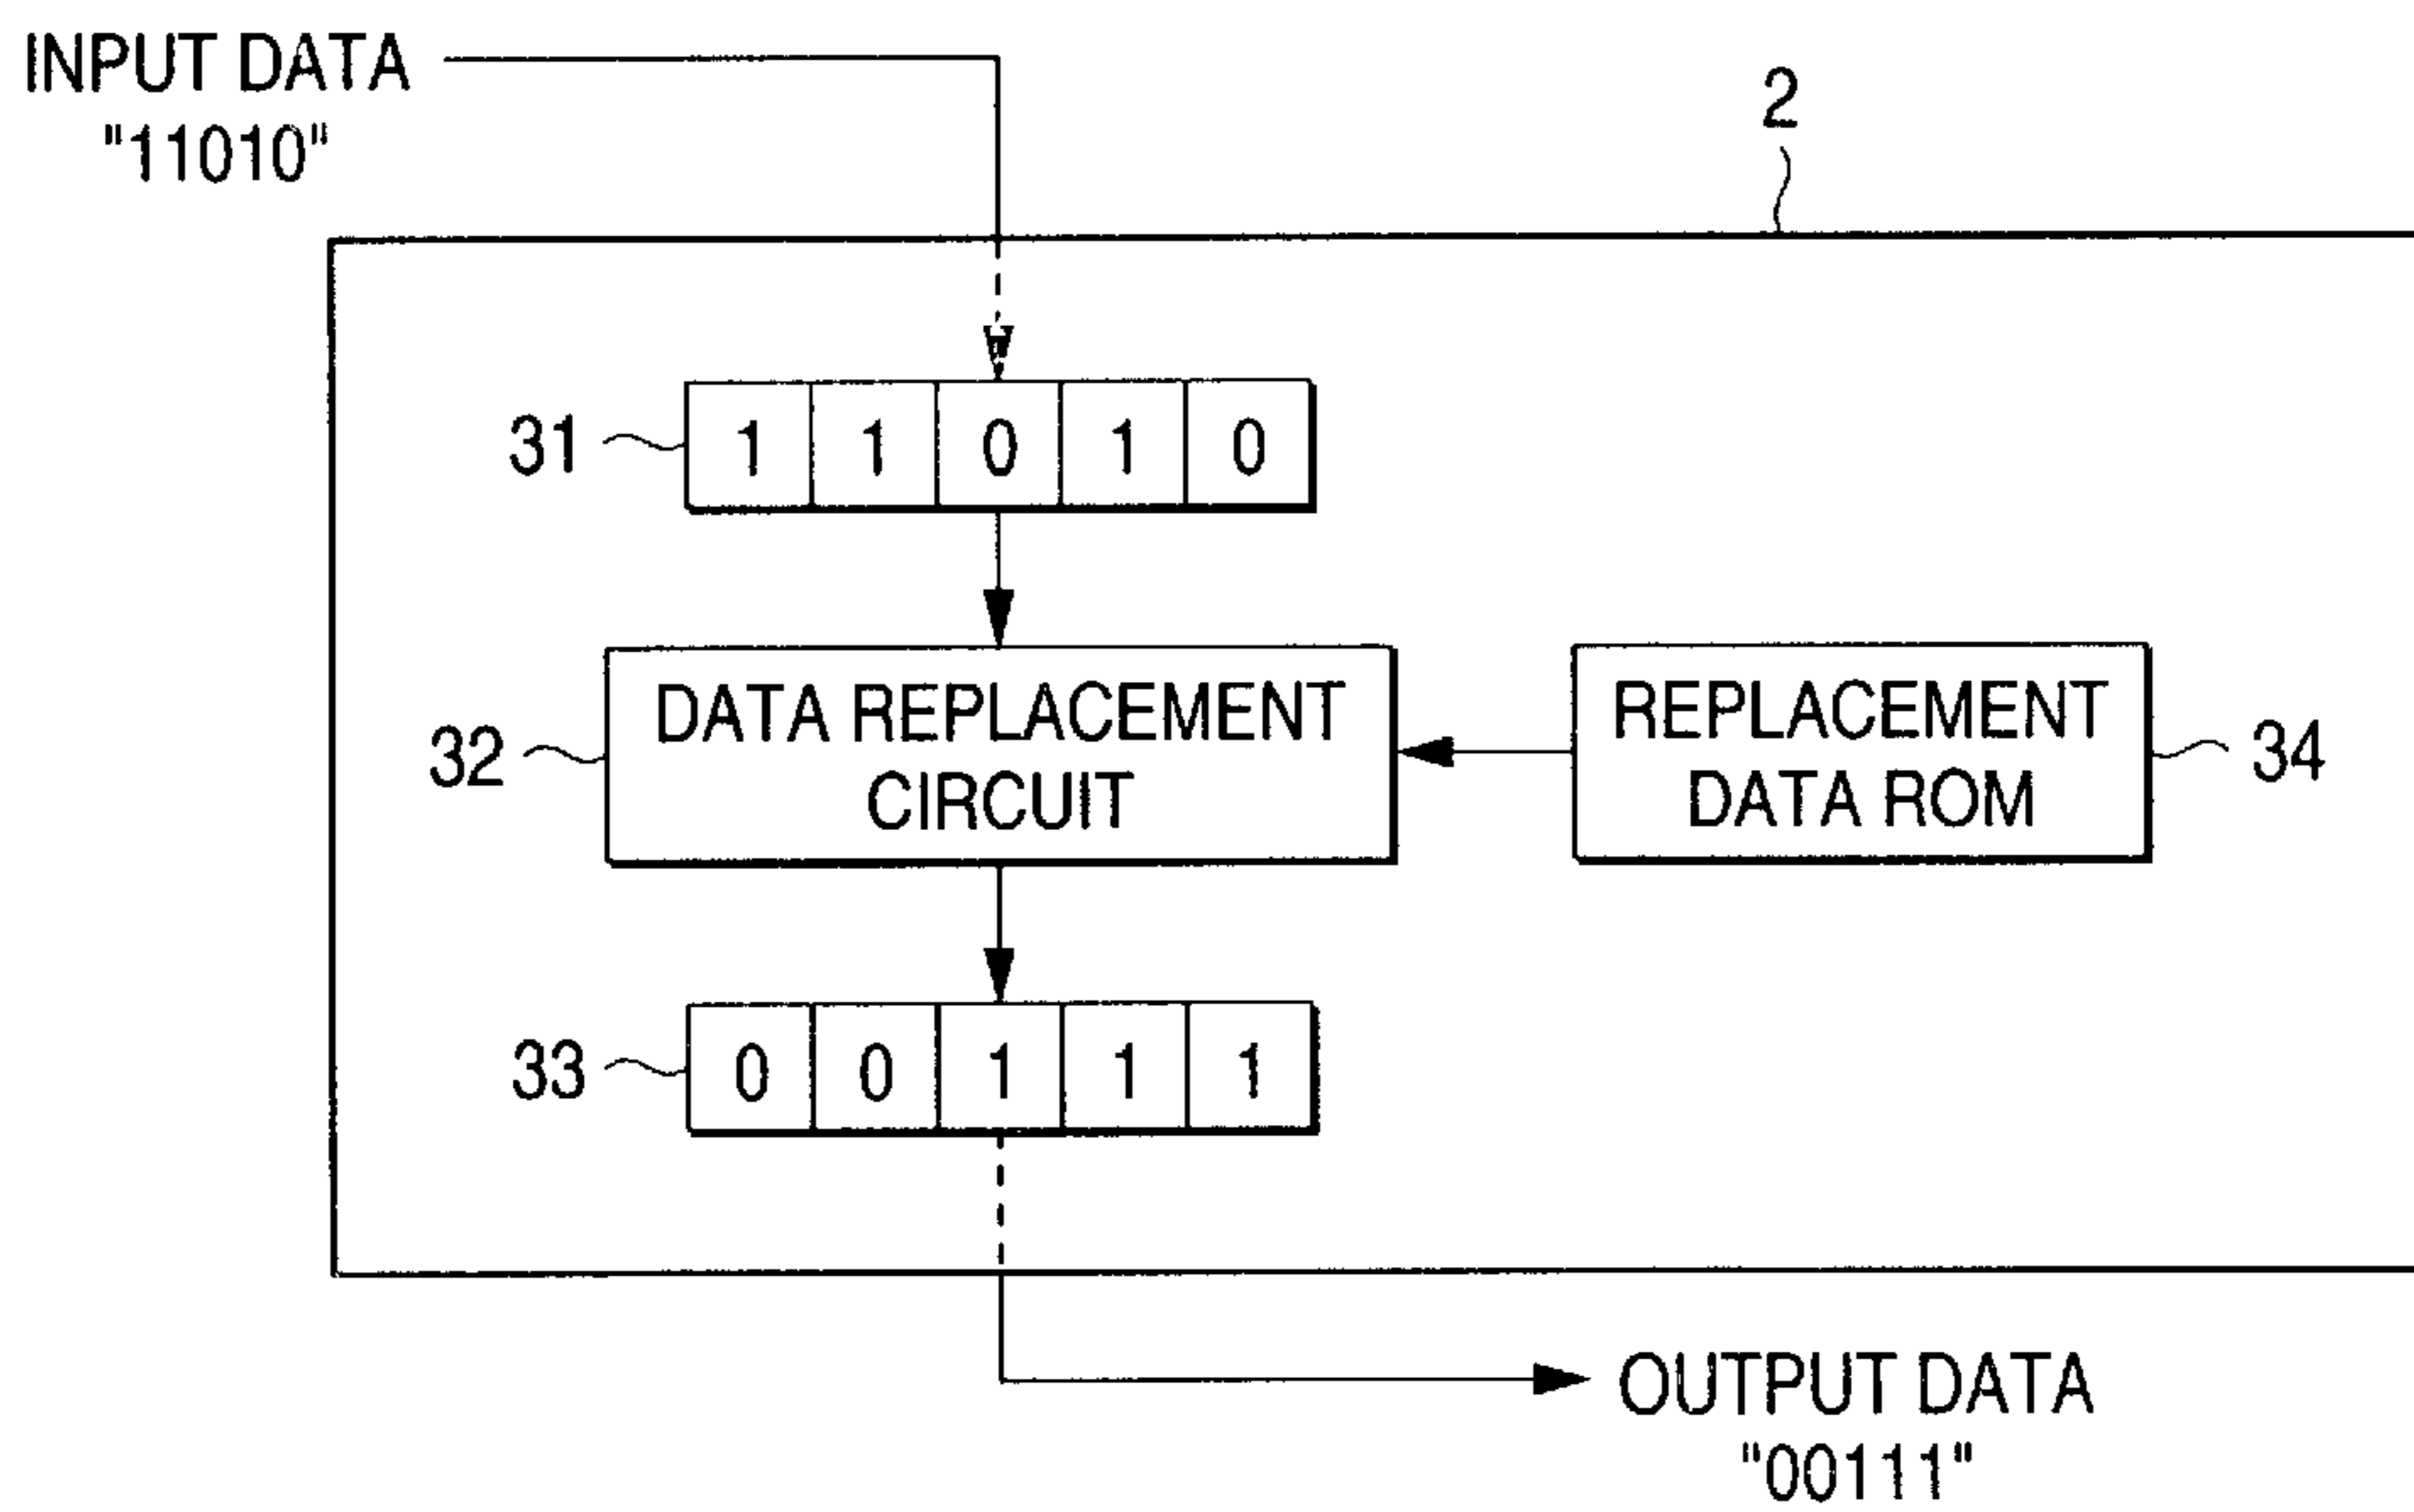 INPUT DATA
"11010"
2
31
1 1 0 1 0
32
DATA REPLACEMENT
CIRCUIT
REPLACEMENT
DATA ROM
34
33
0 0 1 1 1
OUTPUT DATA
"00111"